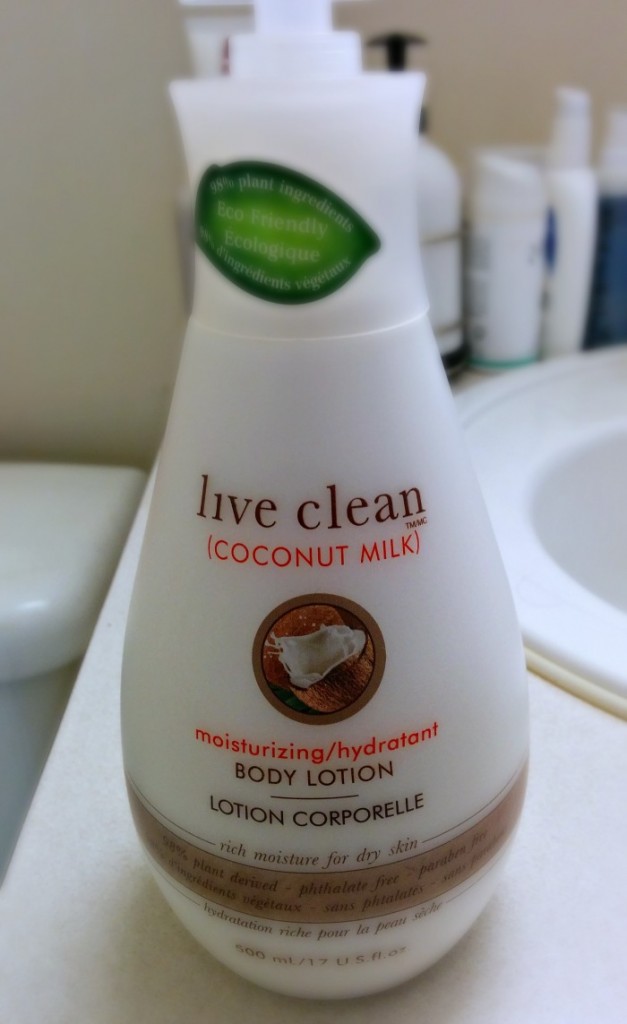 98% plant ingredients
Eco Friendly
Ecologique
d'ingrédients végétaux
live clean
TM/MC
(COCONUT MILK)
moisturizing/hydratant
BODY LOTION
LOTION CORPORELLE
rich moisture for dry skin
98% plant derived - phthalate free - paraben free
d'ingrédients végétaux - sans phtalates - sans
hydratation riche pour la peau sèche
500 mL/17 U.S.fl.oz